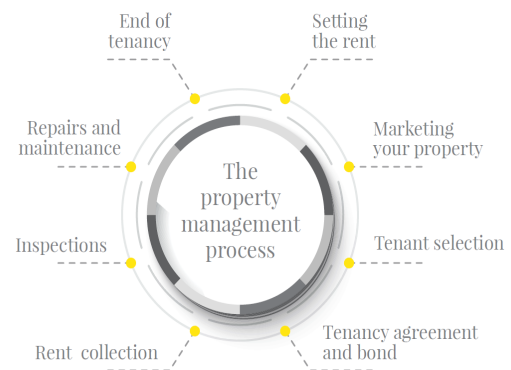 End of
tenancy
Setting
the rent
Repairs and
maintenance
Marketing
your property
The
property
management
process
Inspections
Tenant selection
Rent collection
Tenancy agreement
and bond